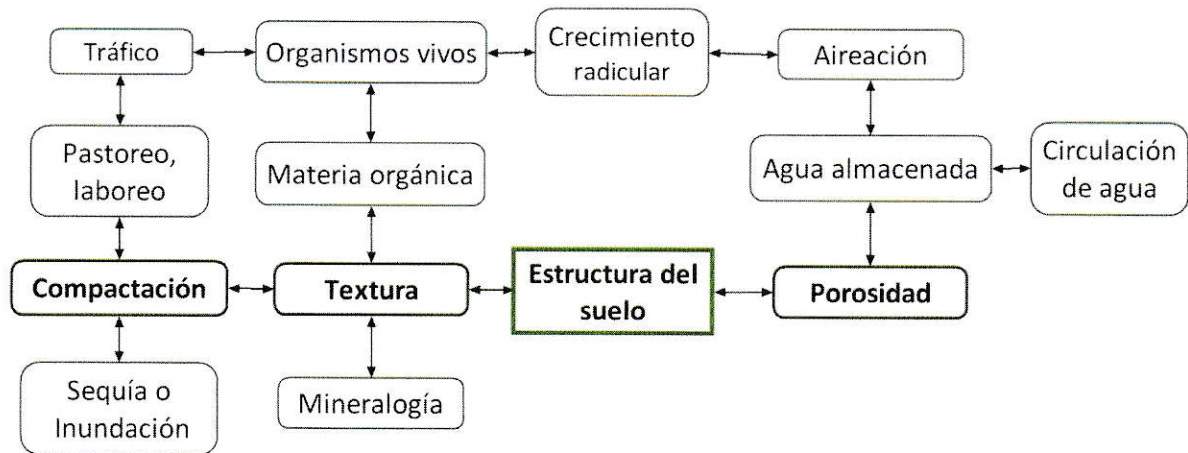 Tráfico
Organismos vivos
Crecimiento
radicular
Aireación
Pastoreo,
laboreo
Materia orgánica
Agua almacenada
Circulación
de agua
Compactación
Textura
Estructura del
suelo
Porosidad
Sequía o
Inundación
Mineralogía